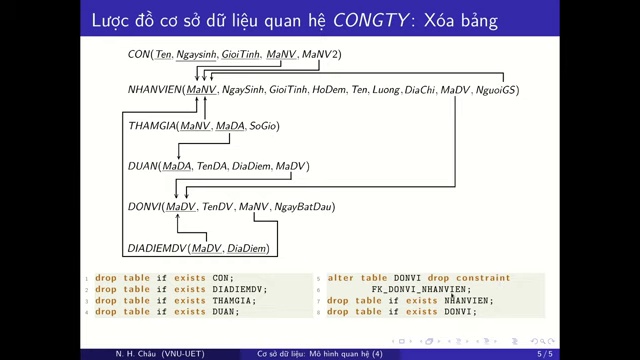 Lược đồ cơ sở dữ liệu quan hệ CONGTY: Xóa bảng
CON(Ten, Ngaysinh, GioiTinh, MaNV, MaNV2)
NHANVIEN(MaNV, NgaySinh, GioiTinh, HoDem, Ten, Luong, DiaChi, MaDV, NguoiGS)
THAMGIA(MaNV, MaDA, SoGio)
DUAN(MaDA, TenDA, DiaDiem, MaDV)
DONVI(MaDV, TenDV, MaNV, NgayBatDau)
DIADIEMDV(MaDV, DiaDiem)
1 drop table if exists CON;
2 drop table if exists DIADIEMDV;
3 drop table if exists THAMGIA;
4 drop table if exists DUAN;
5 alter table DONVI drop constraint
6 FK_DONVI_NHANVIEN;
7 drop table if exists NHANVIEN;
8 drop table if exists DONVI;
N. H. Châu (VNU-UET) Cơ sở dữ liệu: Mô hình quan hệ (4) 5 / 5